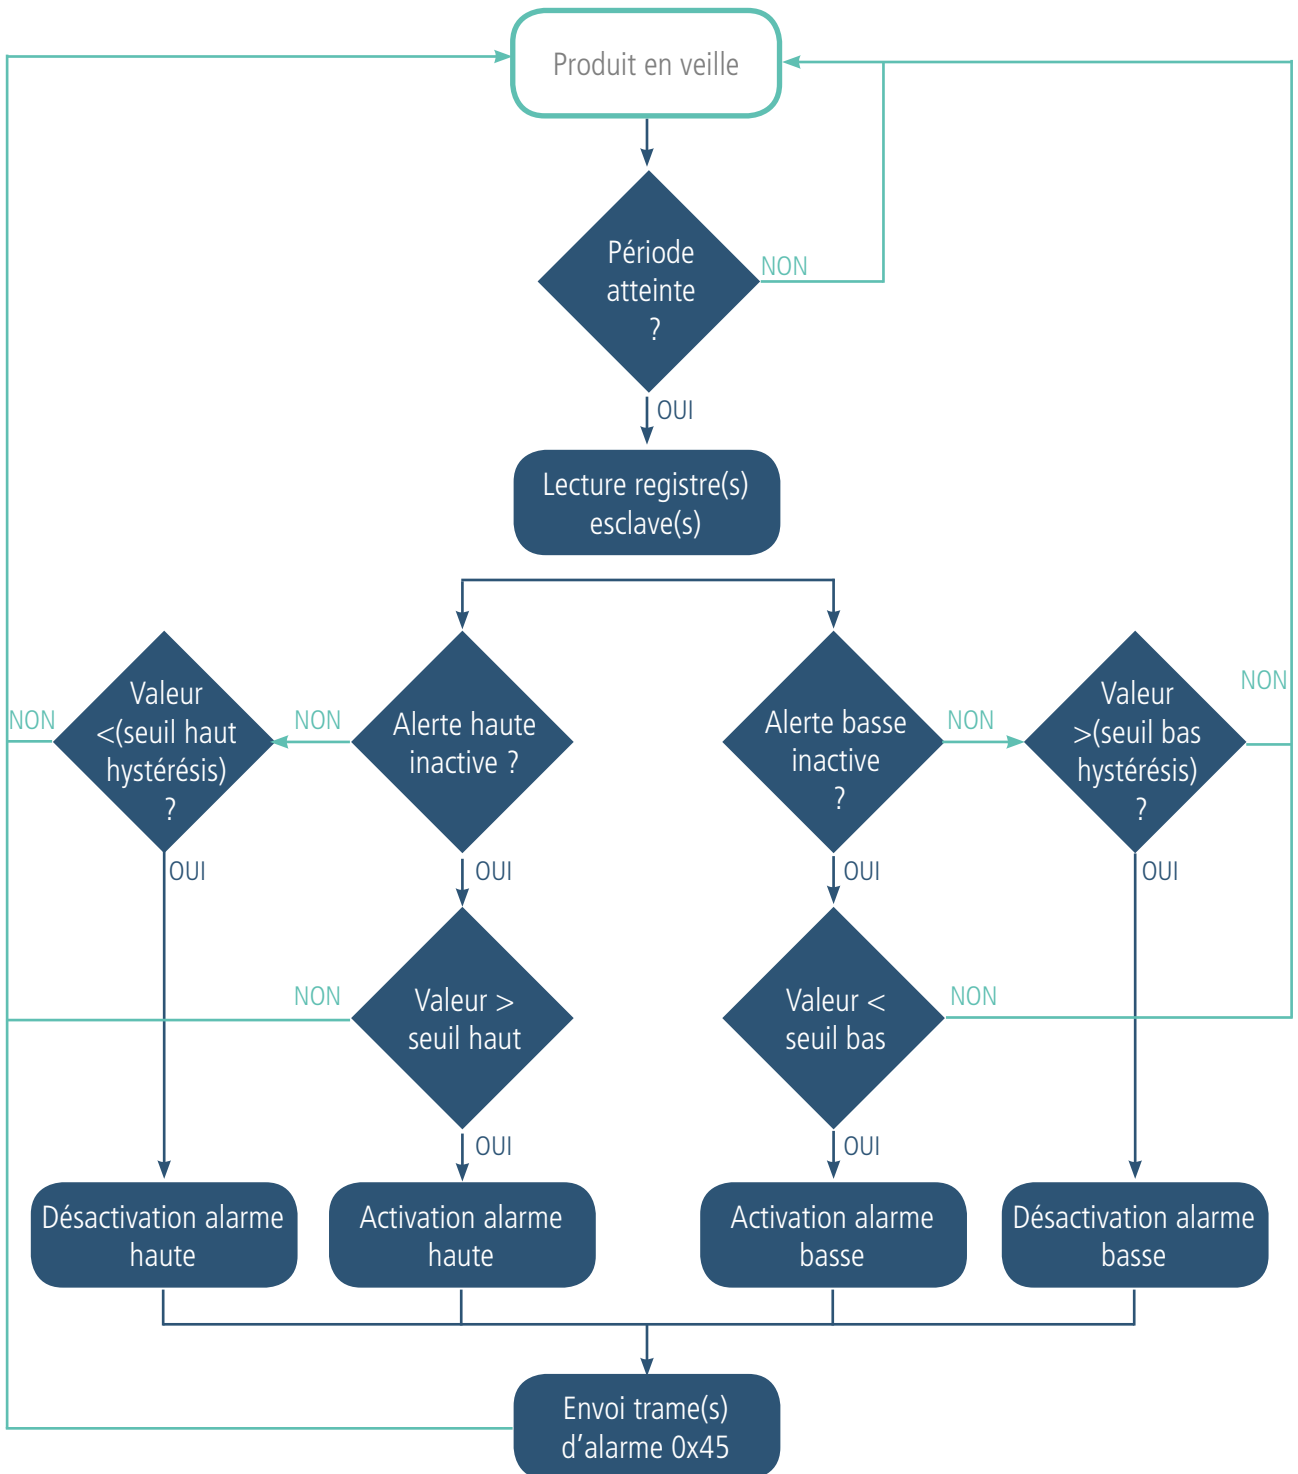 Produit en veille
Période
atteinte
?
NON
OUI
Lecture registre(s)
esclave(s)
Valeur
<(seuil haut
hystérésis)
?
NON
OUI
NON
Alerte haute
inactive ?
OUI
Alerte basse
inactive
?
NON
OUI
Valeur
>(seuil bas
hystérésis)
?
NON
OUI
NON
Valeur >
seuil haut
OUI
Valeur <
seuil bas
NON
OUI
Désactivation alarme
haute
Activation alarme
haute
Activation alarme
basse
Désactivation alarme
basse
Envoi trame(s)
d’alarme 0x45